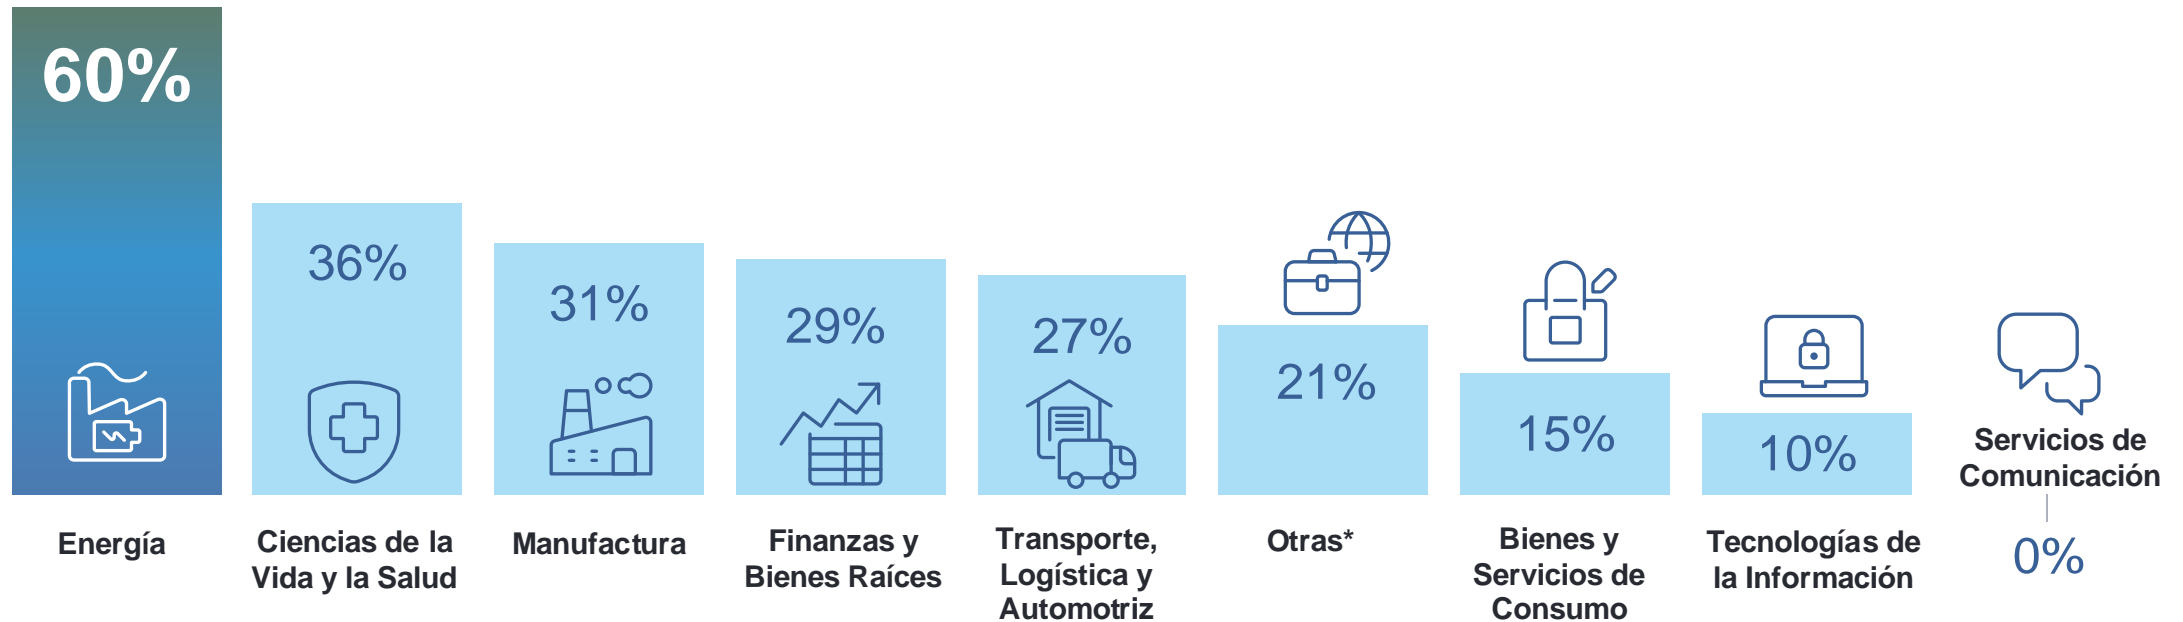 60%
36%
31%
29%
27%
21%
15%
10%
Energía
Ciencias de la
Vida y la Salud
Manufactura
Finanzas y
Bienes Raíces
Transporte,
Logística y
Automotriz
Otras*
Bienes y
Servicios de
Consumo
Tecnologías de
la Información
Servicios de
Comunicación
0%